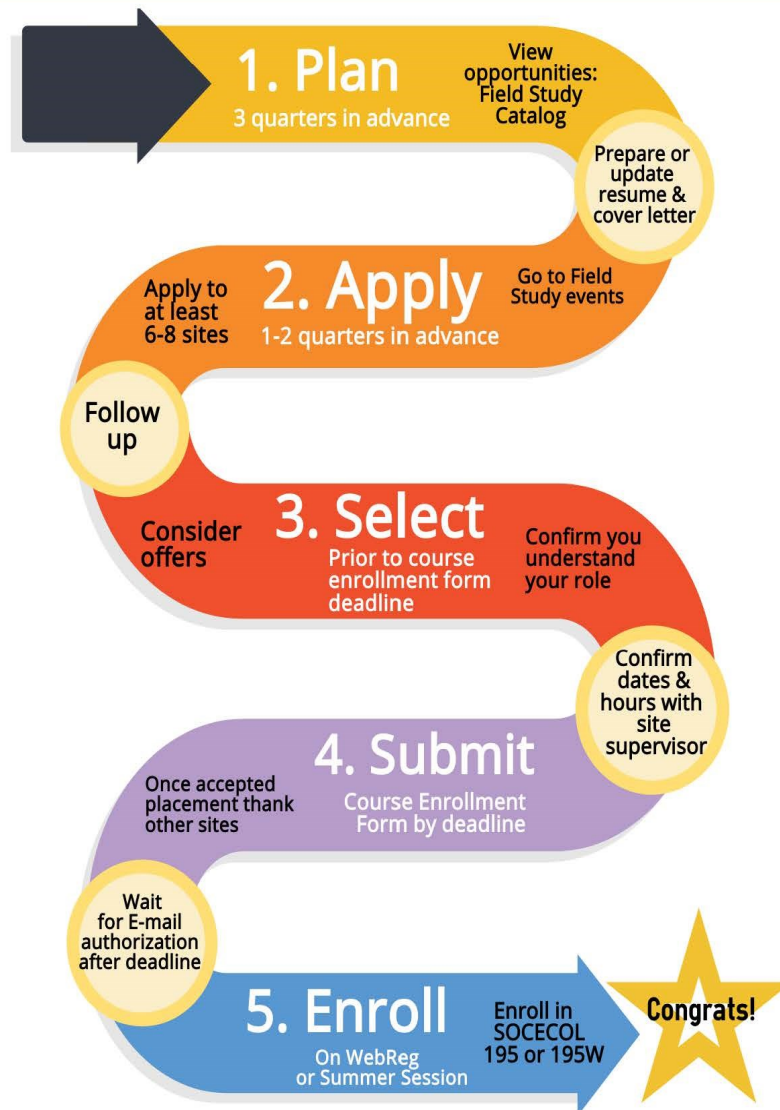 1. Plan
3 quarters in advance
View
opportunities:
Field Study
Catalog
Prepare or
update
resume &
cover letter
Go to Field
Study events
2. Apply
1-2 quarters in advance
Apply to
at least
6-8 sites
Follow
up
Consider
offers
3. Select
Prior to course
enrollment form
deadline
Confirm you
understand
your role
Confirm
dates &
hours with
site
supervisor
4. Submit
Course Enrollment
Form by deadline
Once accepted
placement thank
other sites
Wait
for E-mail
authorization
after deadline
5. Enroll
On WebReg
or Summer Session
Enroll in
SOCECOL
195 or 195W
Congrats!